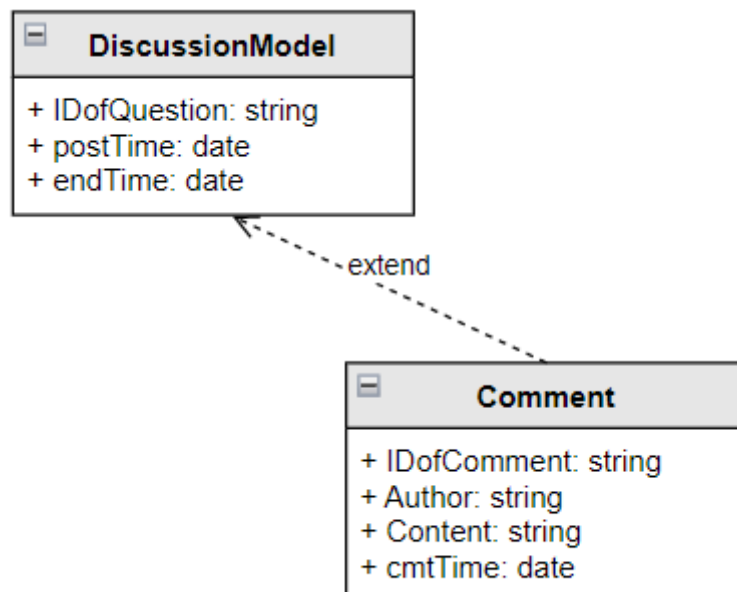 DiscussionModel
+ IDofQuestion: string
+ postTime: date
+ endTime: date
extend
Comment
+ IDofComment: string
+ Author: string
+ Content: string
+ cmtTime: date